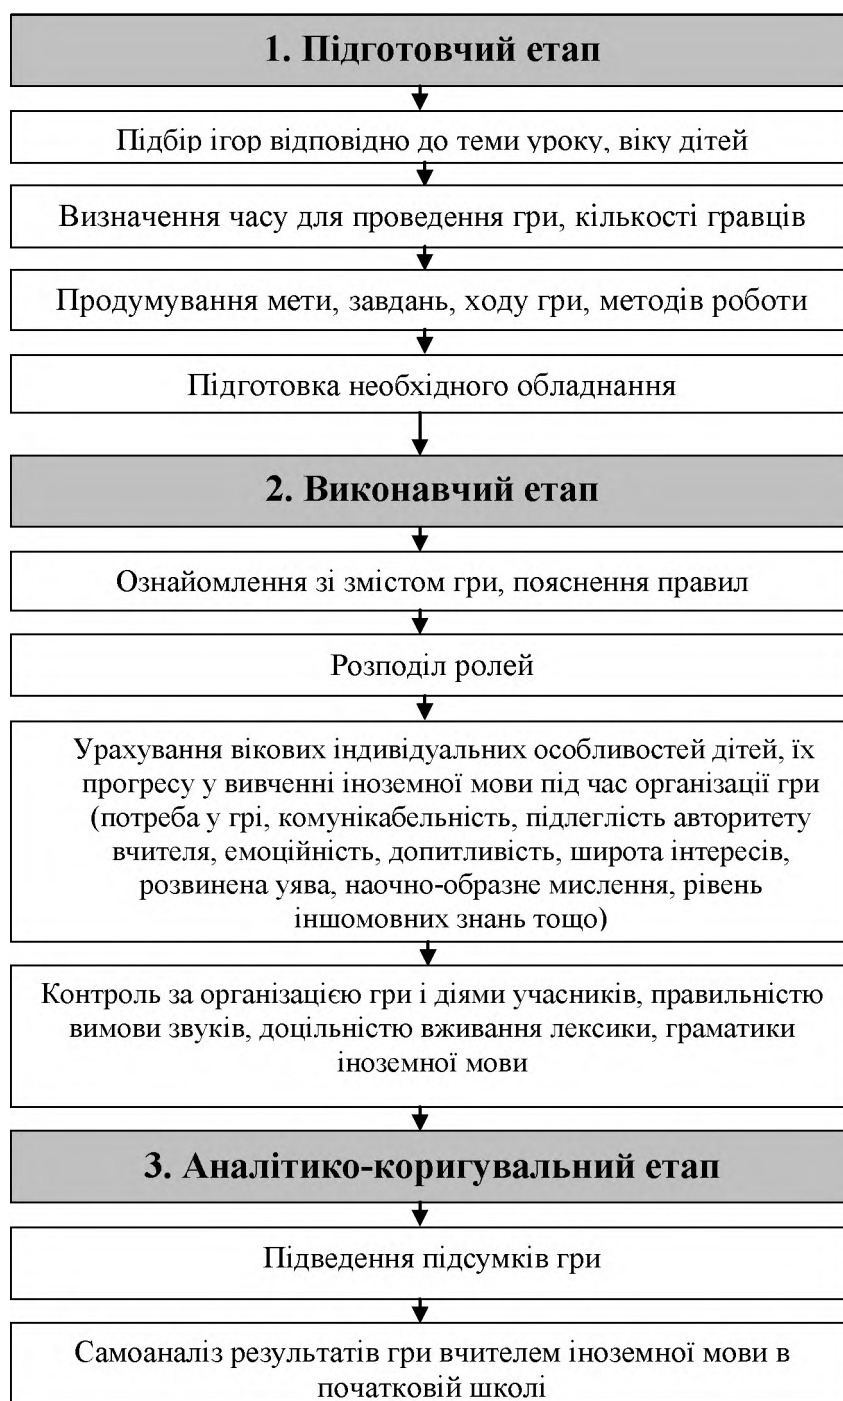 1. Підготовчий етап
Підбір ігор відповідно до теми уроку, віку дітей
Визначення часу для проведення гри, кількості гравців
Продумування мети, завдань, ходу гри, методів роботи
Підготовка необхідного обладнання
2. Виконавчий етап
Ознайомлення зі змістом гри, пояснення правил
Розподіл ролей
Урахування вікових індивідуальних особливостей дітей, їх
прогресу у вивченні іноземної мови під час організації гри
(потреба у грі, комунікабельність, підлеглість авторитету
вчителя, емоційність, допитливість, широта інтересів,
розвинена уява, наочно-образне мислення, рівень
іншомовних знань тощо)
Контроль за організацією гри і діями учасників, правильністю
вимови звуків, доцільністю вживання лексики, граматики
іноземної мови
3. Аналітико-коригувальний етап
Підведення підсумків гри
Самоаналіз результатів гри вчителем іноземної мови в
початковій школі